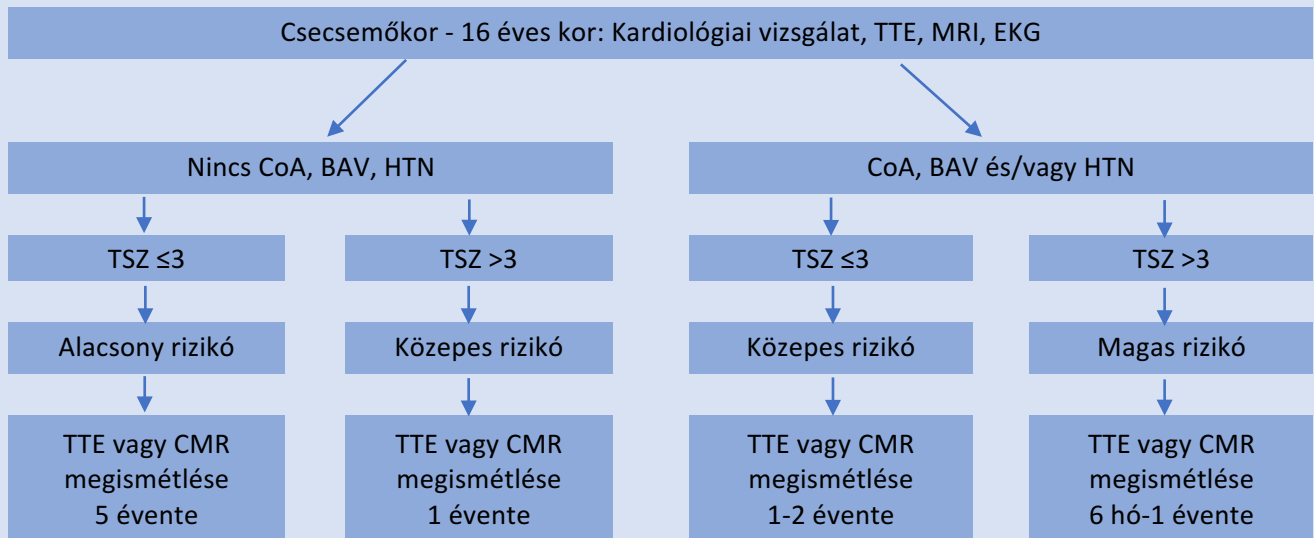 Csecsemőkor - 16 éves kor: Kardiológiai vizsgálat, TTE, MRI, EKG
Nincs CoA, BAV, HTN
CoA, BAV és/vagy HTN
TSZ ≤3
TSZ >3
TSZ ≤3
TSZ >3
Alacsony rizikó
Közepes rizikó
Közepes rizikó
Magas rizikó
TTE vagy CMR
megismétlése
5 évente
TTE vagy CMR
megismétlése
1 évente
TTE vagy CMR
megismétlése
1-2 évente
TTE vagy CMR
megismétlése
6 hó-1 évente